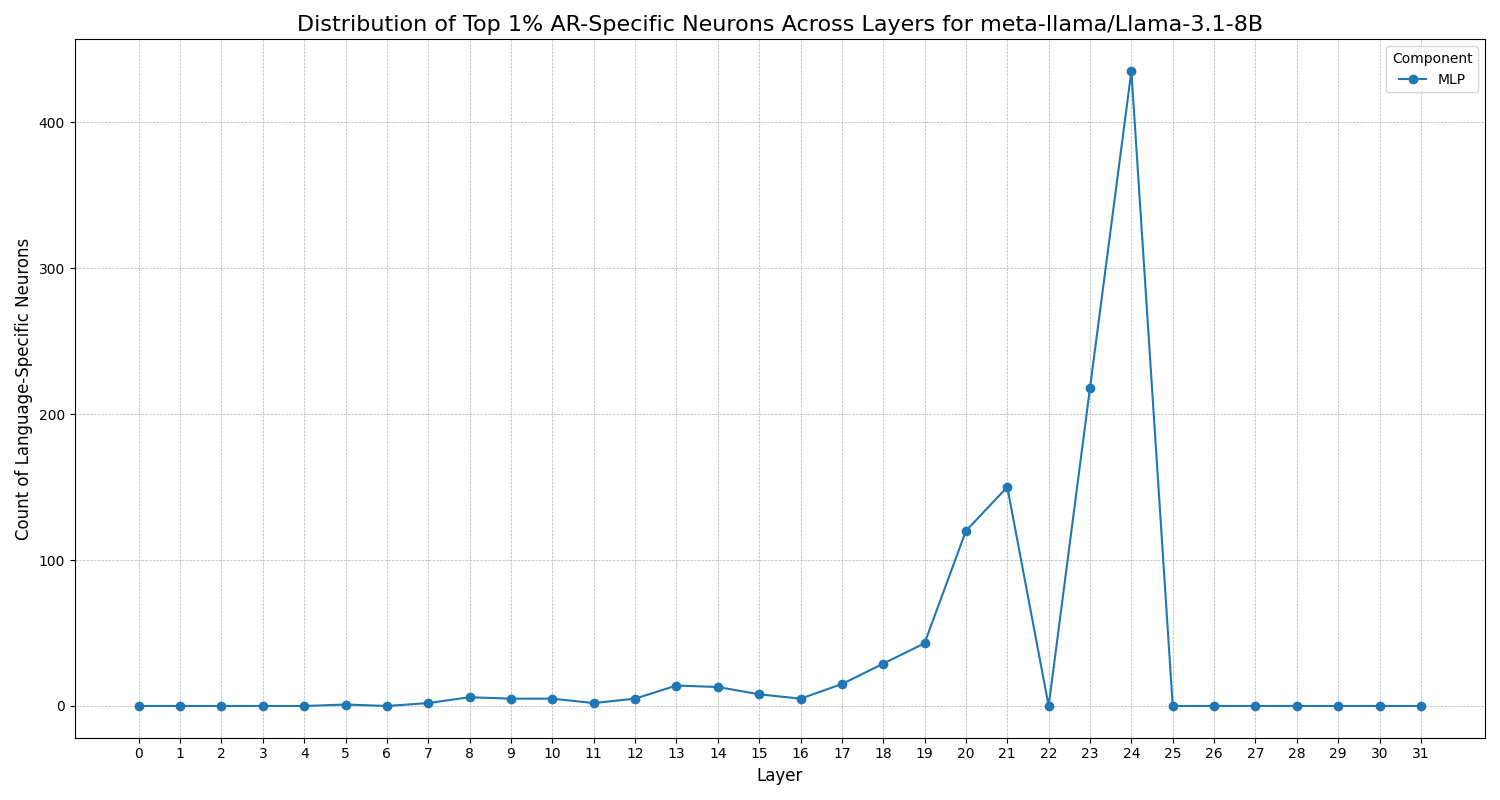 Distribution of Top 1% AR-Specific Neurons Across Layers for meta-llama/Llama-3.1-8B
Component
MLP
Count of Language-Specific Neurons
400
300
200
100
0
0 1 2 3 4 5 6 7 8 9 10 11 12 13 14 15 16 17 18 19 20 21 22 23 24 25 26 27 28 29 30 31
Layer